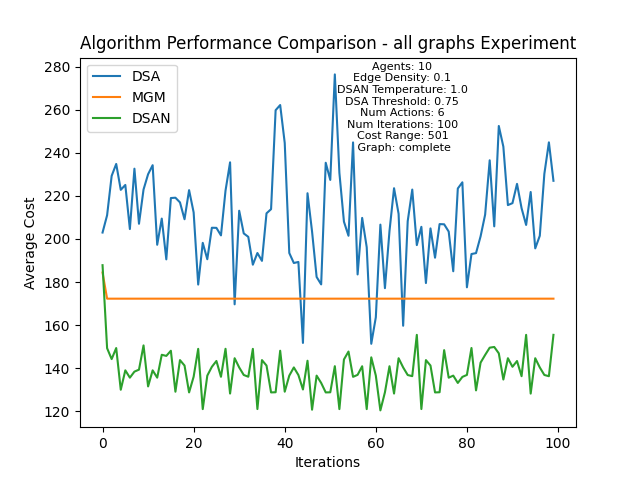 Algorithm Performance Comparison - all graphs Experiment
DSA
MGM
DSAN
Agents: 10
Edge Density: 0.1
DSAN Temperature: 1.0
DSA Threshold: 0.75
Num Actions: 6
Num Iterations: 100
Cost Range: 501
Graph: complete
Average Cost
280
260
240
220
200
180
160
140
120
0
20
40
60
80
100
Iterations